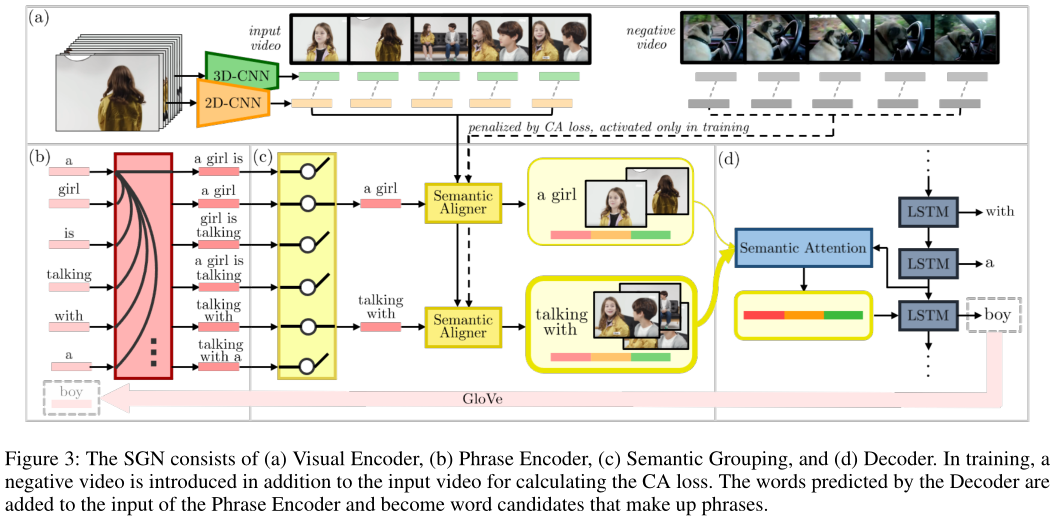 (a)
input
video
negative
video
3D-CNN
2D-CNN
penalized by CA loss, activated only in training
(b)
a
girl
is
talking
with
a
boy
a girl is
a girl
girl is
talking
a girl is
talking
talking
with
talking
with a
(c)
a girl
talking
with
Semantic
Aligner
Semantic
Aligner
a girl
talking
with
(d)
Semantic Attention
LSTM
with
LSTM
a
LSTM
boy
GloVe
Figure 3: The SGN consists of (a) Visual Encoder, (b) Phrase Encoder, (c) Semantic Grouping, and (d) Decoder. In training, a
negative video is introduced in addition to the input video for calculating the CA loss. The words predicted by the Decoder are
added to the input of the Phrase Encoder and become word candidates that make up phrases.